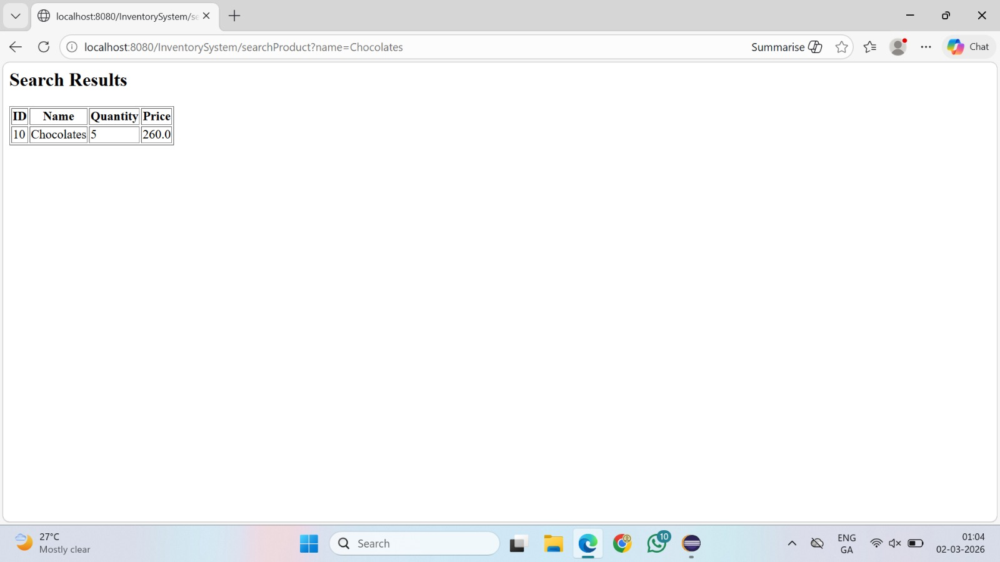 localhost:8080/InventorySystem/se
localhost:8080/InventorySystem/searchProduct?name=Chocolates
Summarise
Chat
Search Results
ID Name Quantity Price
10 Chocolates 5 260.0
27°C
Mostly clear
Search
10
ENG
GA
01:04
02-03-2026